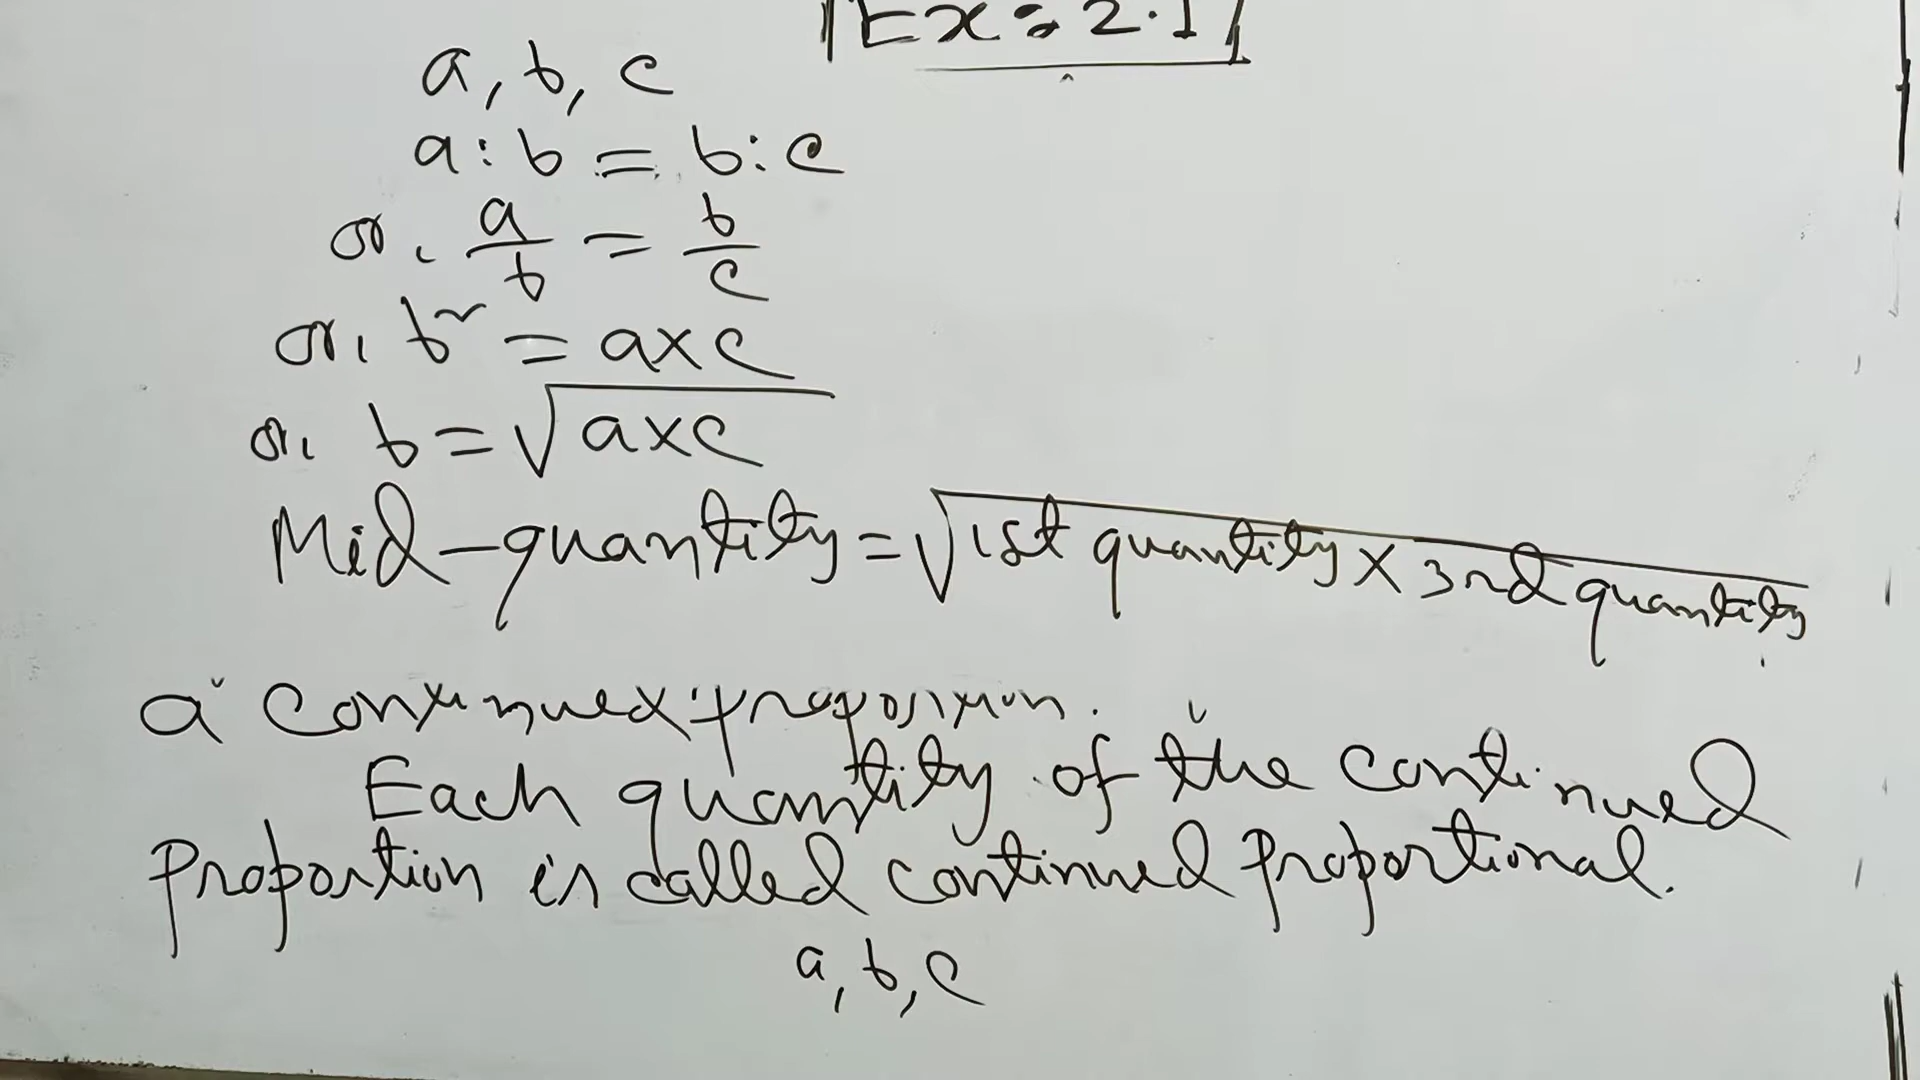 Ex: 2.1
a, b, c
a : b = b : c
or, a/b = b/c
or, b² = a×c
or, b = √(a×c)
Mid-quantity = √(1st quantity × 3rd quantity)
a continued proportion.
Each quantity of the continued
Proportion is called continued proportional.
a, b, c